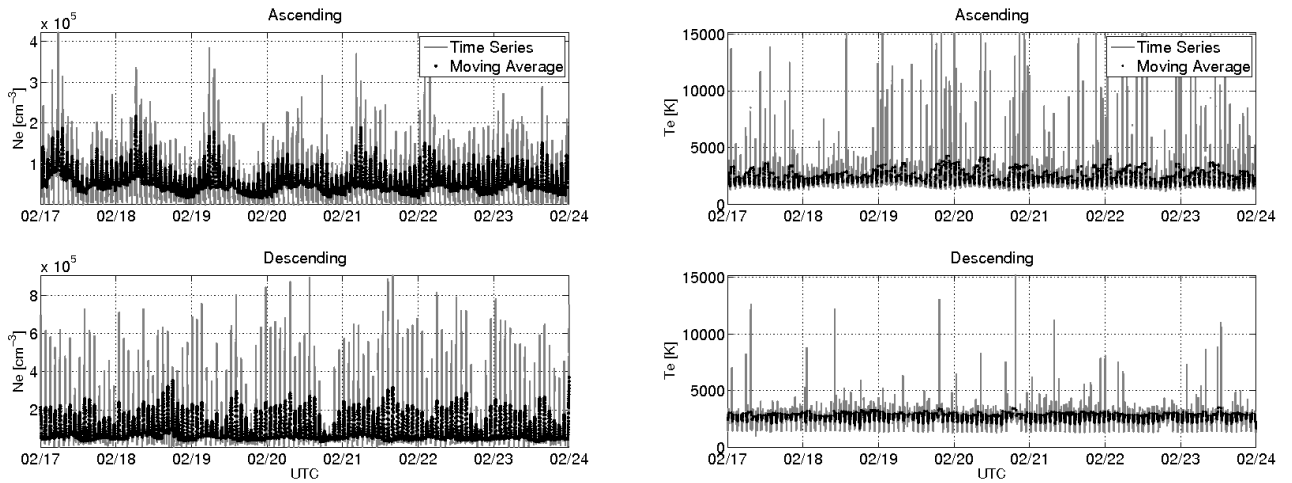 Ascending
x 10⁵
Time Series
Moving Average
4
3
2
1
Ne [cm⁻³]
02/17 02/18 02/19 02/20 02/21 02/22 02/23 02/24
Ascending
Time Series
Moving Average
15000
10000
5000
0
Te [K]
02/17 02/18 02/19 02/20 02/21 02/22 02/23 02/24
Descending
x 10⁵
8
6
4
2
Ne [cm⁻³]
02/17 02/18 02/19 02/20 02/21 02/22 02/23 02/24
UTC
Descending
15000
10000
5000
0
Te [K]
02/17 02/18 02/19 02/20 02/21 02/22 02/23 02/24
UTC